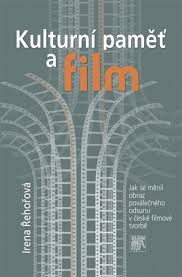 Kulturní paměť
a film
Jak se měnil
obraz
poválečného
odsunu
v české filmové
tvorbě
Irena Řehořová